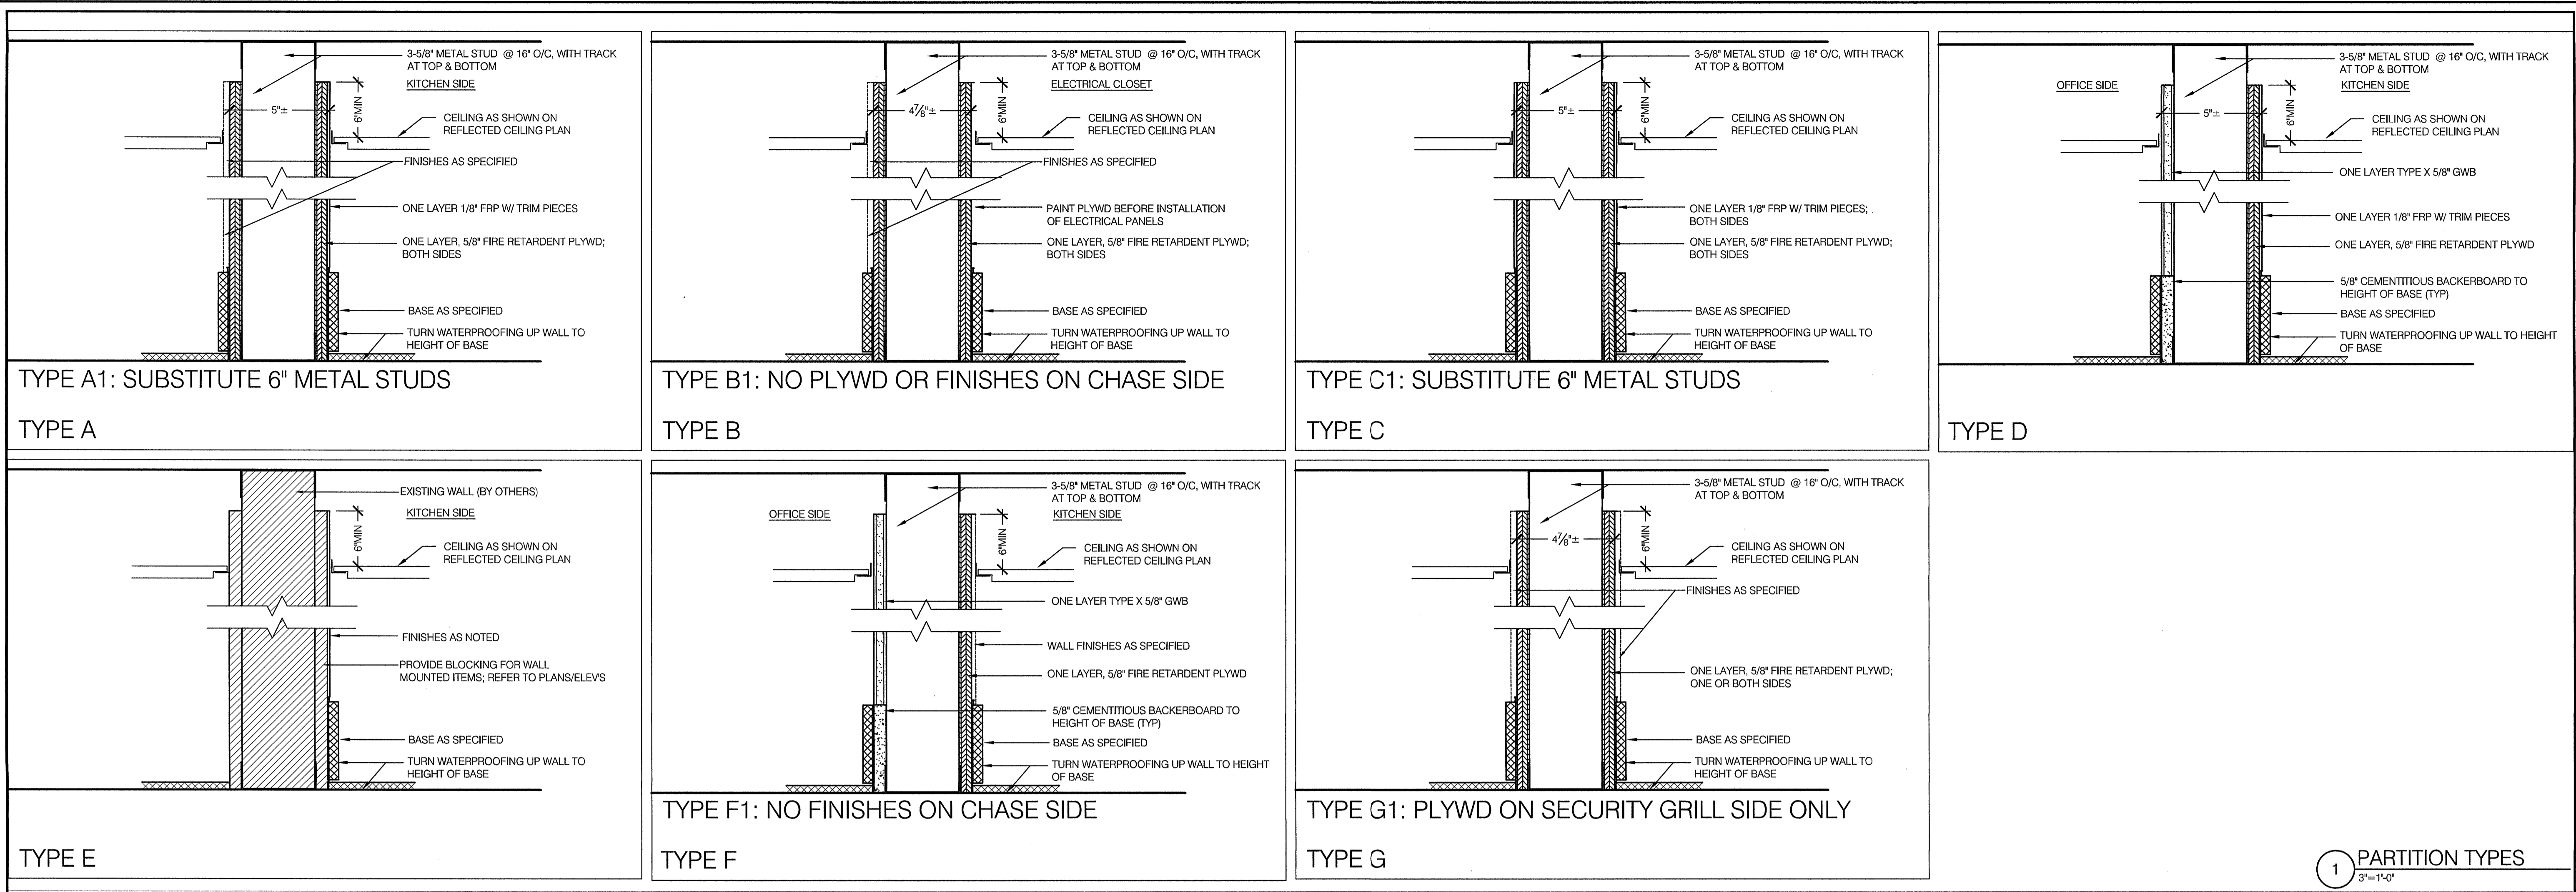 3-5/8" METAL STUD @ 16" O/C, WITH TRACK
AT TOP & BOTTOM
KITCHEN SIDE
5"±
6"MIN
CEILING AS SHOWN ON
REFLECTED CEILING PLAN
FINISHES AS SPECIFIED
ONE LAYER 1/8" FRP W/ TRIM PIECES
ONE LAYER, 5/8" FIRE RETARDENT PLYWD;
BOTH SIDES
BASE AS SPECIFIED
TURN WATERPROOFING UP WALL TO
HEIGHT OF BASE
TYPE A1: SUBSTITUTE 6" METAL STUDS
TYPE A
3-5/8" METAL STUD @ 16" O/C, WITH TRACK
AT TOP & BOTTOM
ELECTRICAL CLOSET
4 7/8"±
6"MIN
CEILING AS SHOWN ON
REFLECTED CEILING PLAN
FINISHES AS SPECIFIED
PAINT PLYWD BEFORE INSTALLATION
OF ELECTRICAL PANELS
ONE LAYER, 5/8" FIRE RETARDENT PLYWD;
BOTH SIDES
BASE AS SPECIFIED
TURN WATERPROOFING UP WALL TO
HEIGHT OF BASE
TYPE B1: NO PLYWD OR FINISHES ON CHASE SIDE
TYPE B
3-5/8" METAL STUD @ 16" O/C, WITH TRACK
AT TOP & BOTTOM
5"±
6"MIN
CEILING AS SHOWN ON
REFLECTED CEILING PLAN
ONE LAYER 1/8" FRP W/ TRIM PIECES;
BOTH SIDES
ONE LAYER, 5/8" FIRE RETARDENT PLYWD;
BOTH SIDES
BASE AS SPECIFIED
TURN WATERPROOFING UP WALL TO
HEIGHT OF BASE
TYPE C1: SUBSTITUTE 6" METAL STUDS
TYPE C
3-5/8" METAL STUD @ 16" O/C, WITH TRACK
AT TOP & BOTTOM
OFFICE SIDE
KITCHEN SIDE
5"±
6"MIN
CEILING AS SHOWN ON
REFLECTED CEILING PLAN
ONE LAYER TYPE X 5/8" GWB
ONE LAYER 1/8" FRP W/ TRIM PIECES
ONE LAYER, 5/8" FIRE RETARDENT PLYWD
5/8" CEMENTITIOUS BACKERBOARD TO
HEIGHT OF BASE (TYP)
BASE AS SPECIFIED
TURN WATERPROOFING UP WALL TO HEIGHT
OF BASE
TYPE D
EXISTING WALL (BY OTHERS)
KITCHEN SIDE
6"MIN
CEILING AS SHOWN ON
REFLECTED CEILING PLAN
FINISHES AS NOTED
PROVIDE BLOCKING FOR WALL
MOUNTED ITEMS; REFER TO PLANS/ELEV'S
BASE AS SPECIFIED
TURN WATERPROOFING UP WALL TO
HEIGHT OF BASE
TYPE E
3-5/8" METAL STUD @ 16" O/C, WITH TRACK
AT TOP & BOTTOM
OFFICE SIDE
KITCHEN SIDE
6"MIN
CEILING AS SHOWN ON
REFLECTED CEILING PLAN
ONE LAYER TYPE X 5/8" GWB
WALL FINISHES AS SPECIFIED
ONE LAYER, 5/8" FIRE RETARDENT PLYWD
5/8" CEMENTITIOUS BACKERBOARD TO
HEIGHT OF BASE (TYP)
BASE AS SPECIFIED
TURN WATERPROOFING UP WALL TO HEIGHT
OF BASE
TYPE F1: NO FINISHES ON CHASE SIDE
TYPE F
3-5/8" METAL STUD @ 16" O/C, WITH TRACK
AT TOP & BOTTOM
4 7/8"±
6"MIN
CEILING AS SHOWN ON
REFLECTED CEILING PLAN
FINISHES AS SPECIFIED
ONE LAYER, 5/8" FIRE RETARDENT PLYWD;
ONE OR BOTH SIDES
BASE AS SPECIFIED
TURN WATERPROOFING UP WALL TO
HEIGHT OF BASE
TYPE G1: PLYWD ON SECURITY GRILL SIDE ONLY
TYPE G
1 PARTITION TYPES
3"=1'-0"